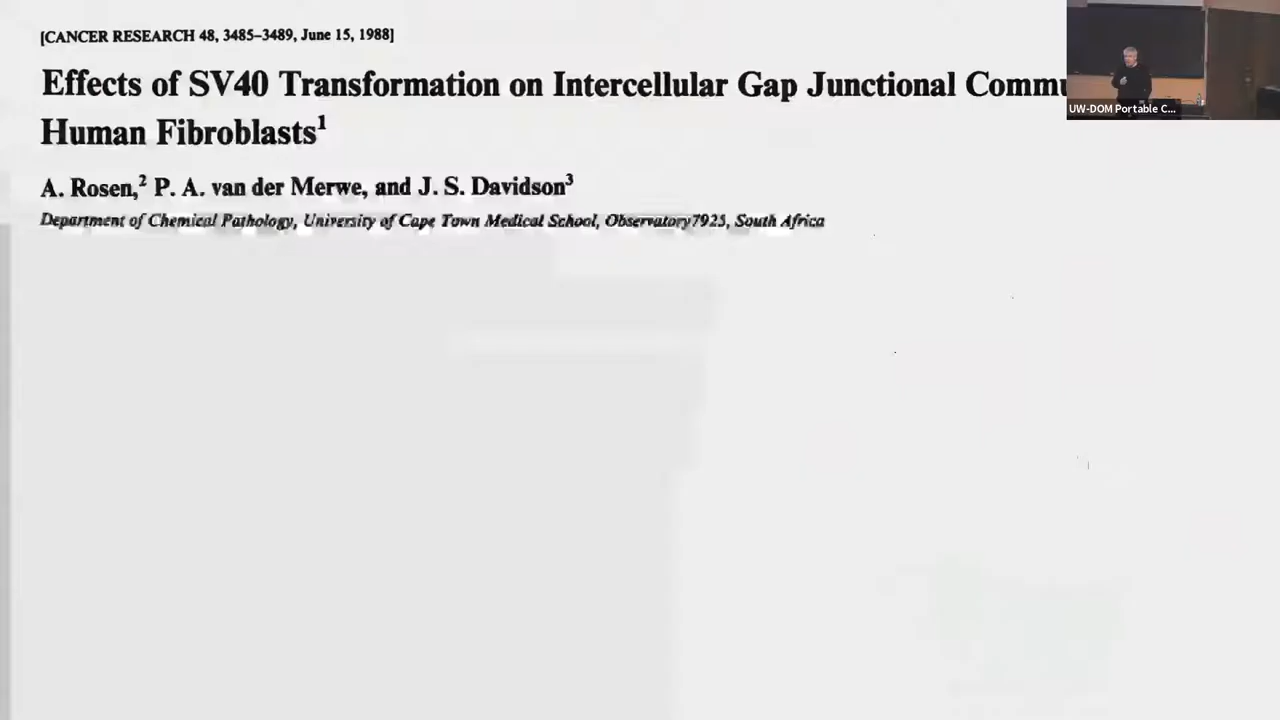 [CANCER RESEARCH 48, 3485–3489, June 15, 1988]
Effects of SV40 Transformation on Intercellular Gap Junctional Commu
Human Fibroblasts¹
A. Rosen,² P. A. van der Merwe, and J. S. Davidson³
Department of Chemical Pathology, University of Cape Town Medical School, Observatory 7925, South Africa
UW-DOM Portable C...